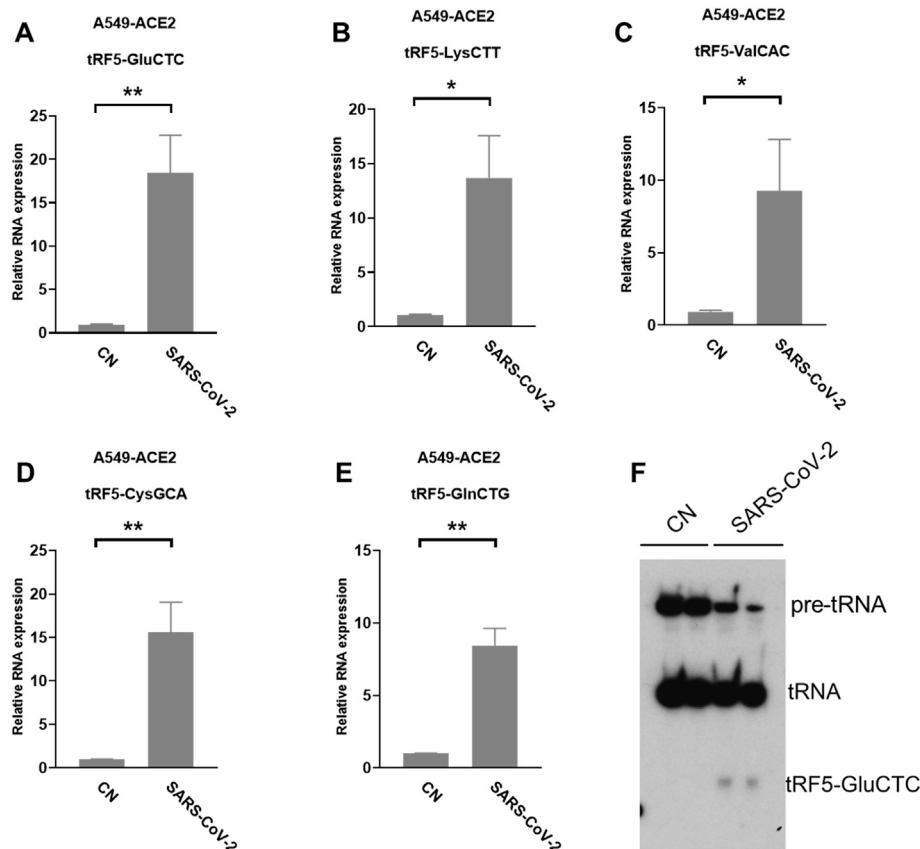 A
A549-ACE2
tRF5-GluCTC
**
Relative RNA expression
25
20
15
10
5
0
CN
SARS-CoV-2
B
A549-ACE2
tRF5-LysCTT
*
Relative RNA expression
20
15
10
5
0
CN
SARS-CoV-2
C
A549-ACE2
tRF5-ValCAC
*
Relative RNA expression
15
10
5
0
CN
SARS-CoV-2
D
A549-ACE2
tRF5-CysGCA
**
Relative RNA expression
25
20
15
10
5
0
CN
SARS-CoV-2
E
A549-ACE2
tRF5-GlnCTG
**
Relative RNA expression
15
10
5
0
CN
SARS-CoV-2
F
CN
SARS-CoV-2
pre-tRNA
tRNA
tRF5-GluCTC